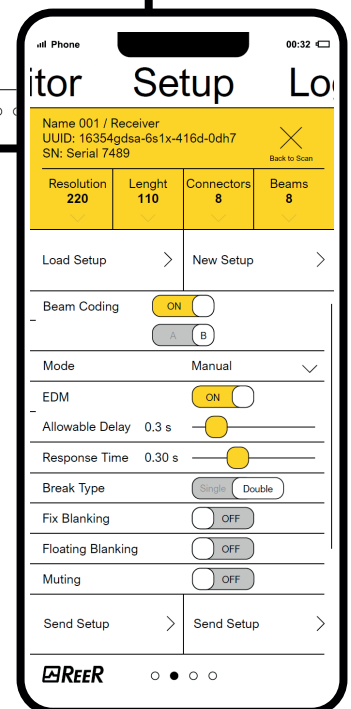 Phone 00:32
itor Setup Lo
Name 001 / Receiver
UUID: 16354gdsa-6s1x-416d-0dh7
SN: Serial 7489
Back to Scan
Resolution Lenght Connectors Beams
220 110 8 8
Load Setup New Setup
Beam Coding ON
A B
Mode Manual
EDM ON
Allowable Delay 0.3 s
Response Time 0.30 s
Break Type Single Double
Fix Blanking OFF
Floating Blanking OFF
Muting OFF
Send Setup Send Setup
REER